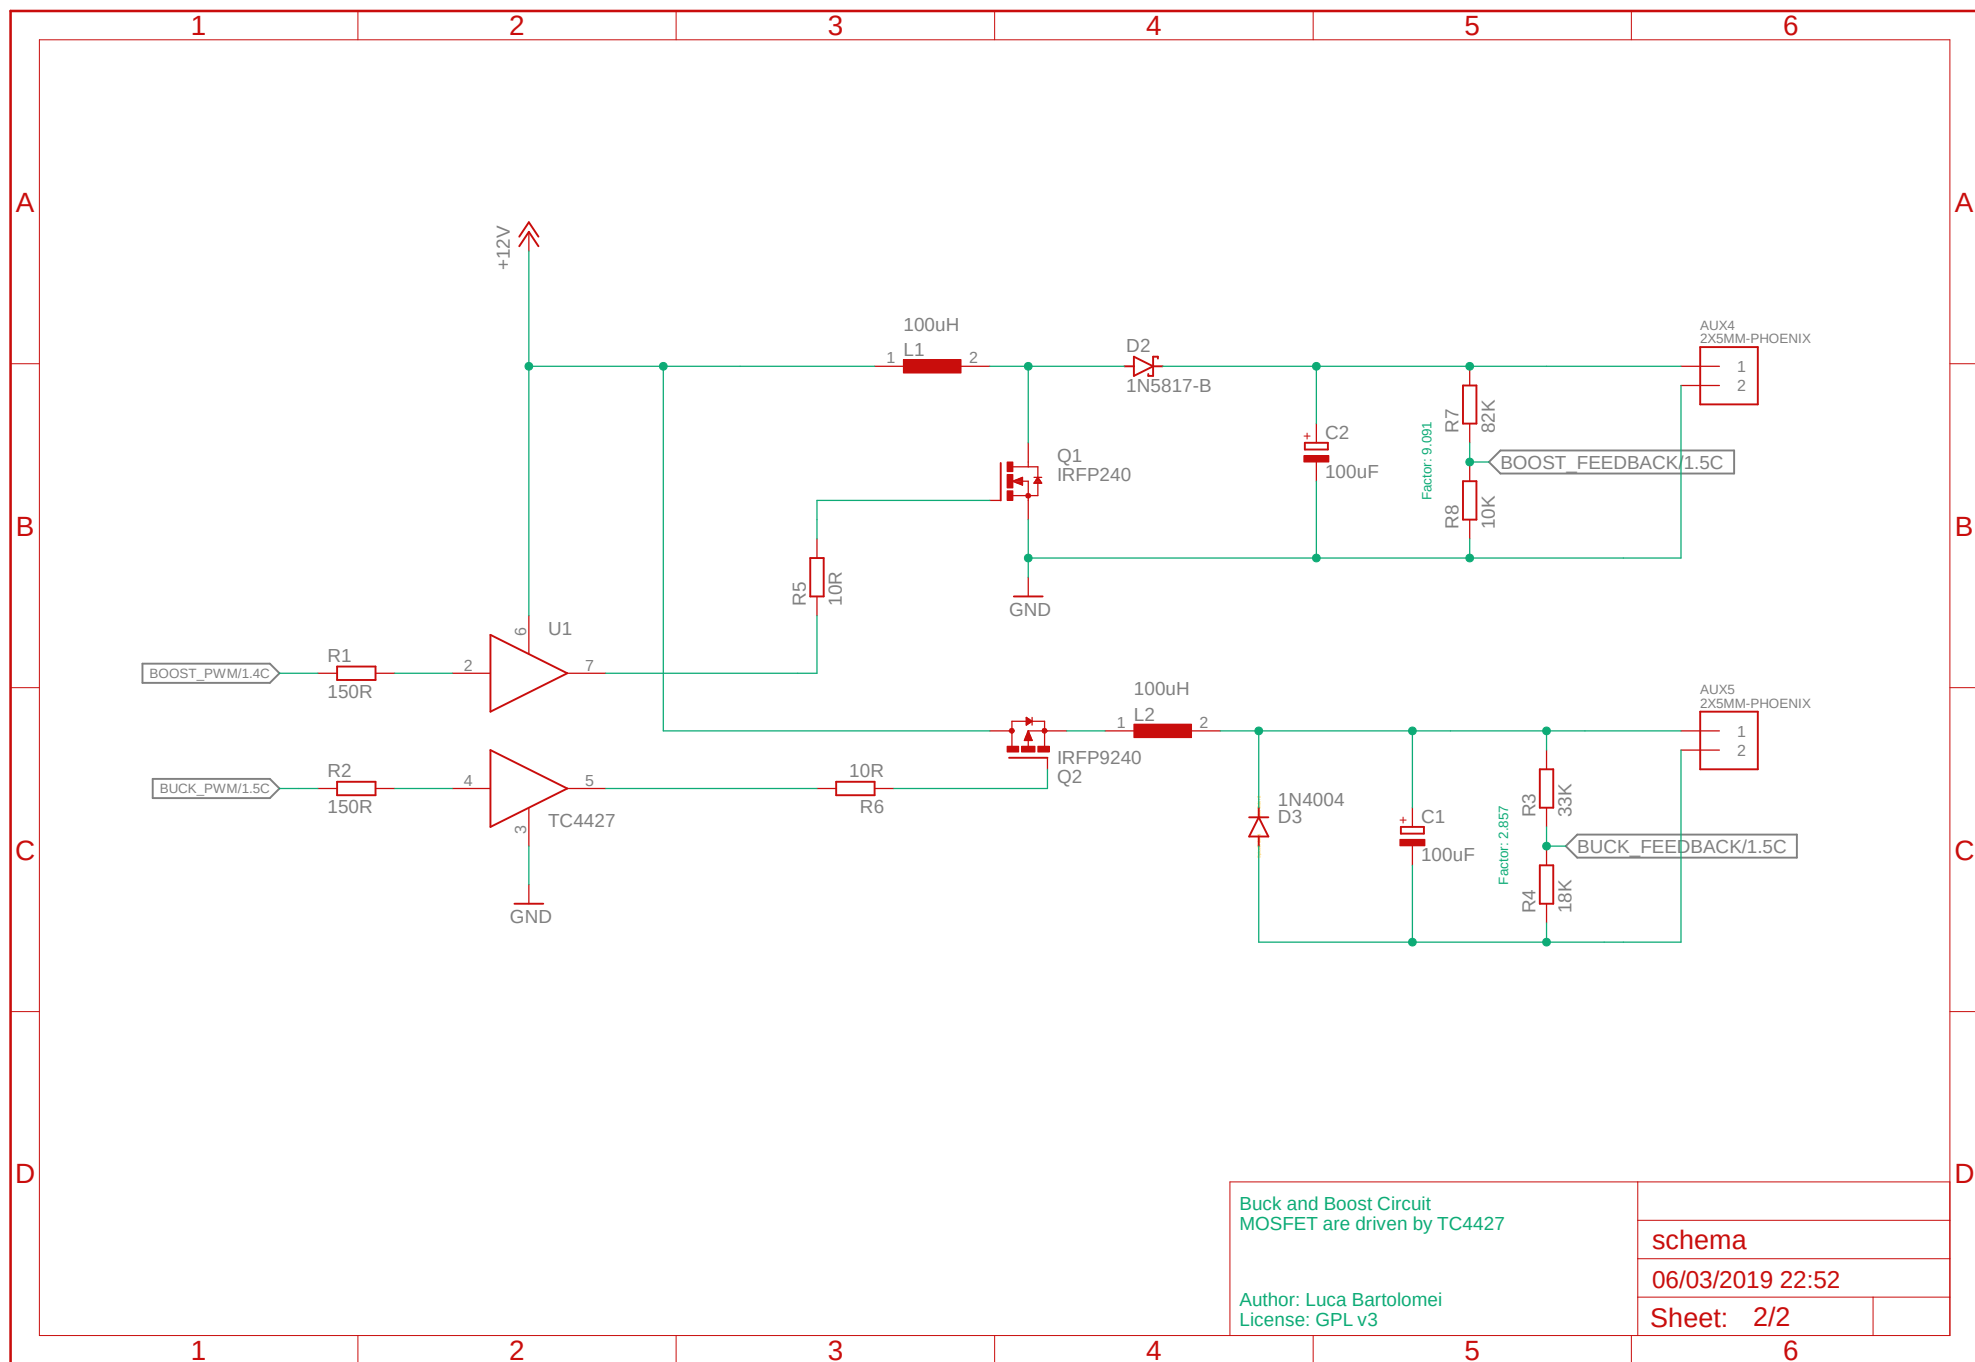 1 2 3 4 5 6
A A
+12V
100uH
L1
1 2
D2
1N5817-B
AUX4
2X5MM-PHOENIX
1
2
R7
82K
C2
100uF
Factor: 9.091
BOOST_FEEDBACK/1.5C
R8
10K
Q1
IRFP240
B B
R5
10R
GND
6
U1
BOOST_PWM/1.4C
R1
150R
2
7
100uH
L2
1 2
AUX5
2X5MM-PHOENIX
1
2
IRFP9240
Q2
BUCK_PWM/1.5C
R2
150R
4
5
3
TC4427
10R
R6
1N4004
D3
C1
100uF
R3
33K
Factor: 2.857
BUCK_FEEDBACK/1.5C
R4
18K
C C
GND
D D
Buck and Boost Circuit
MOSFET are driven by TC4427
Author: Luca Bartolomei
License: GPL v3
schema
06/03/2019 22:52
Sheet: 2/2
1 2 3 4 5 6